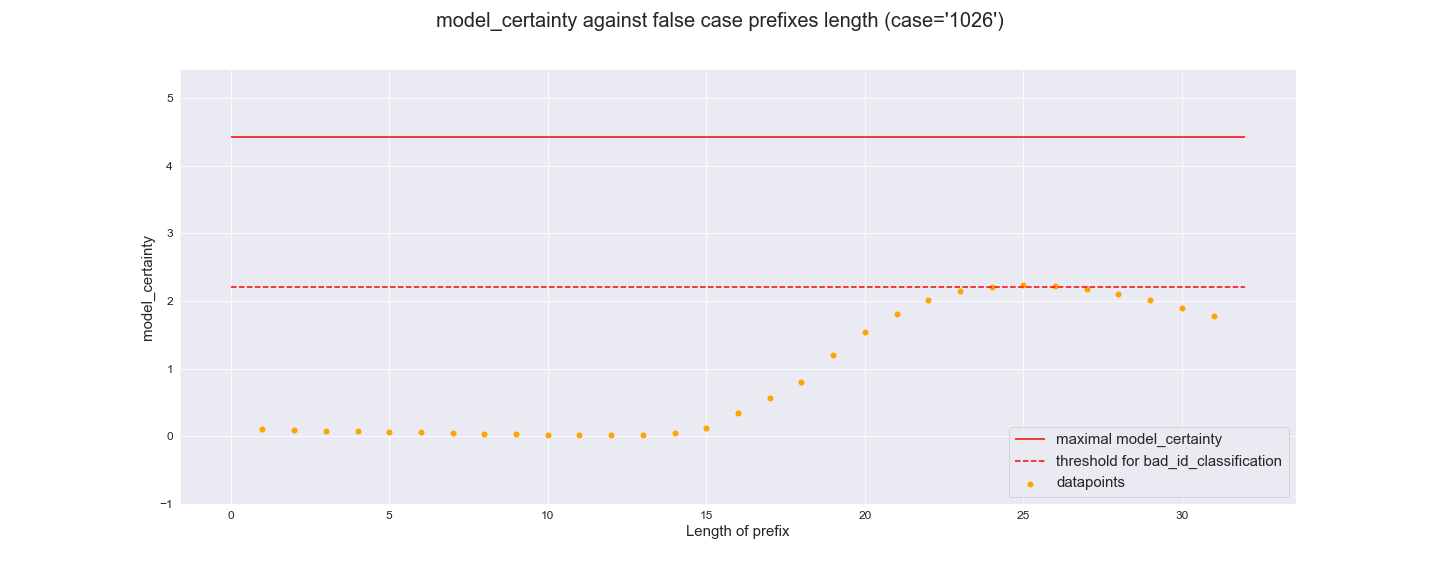 model_certainty against false case prefixes length (case='1026')
5
4
3
2
1
0
−1
model_certainty
0 5 10 15 20 25 30
Length of prefix
maximal model_certainty
threshold for bad_id_classification
datapoints